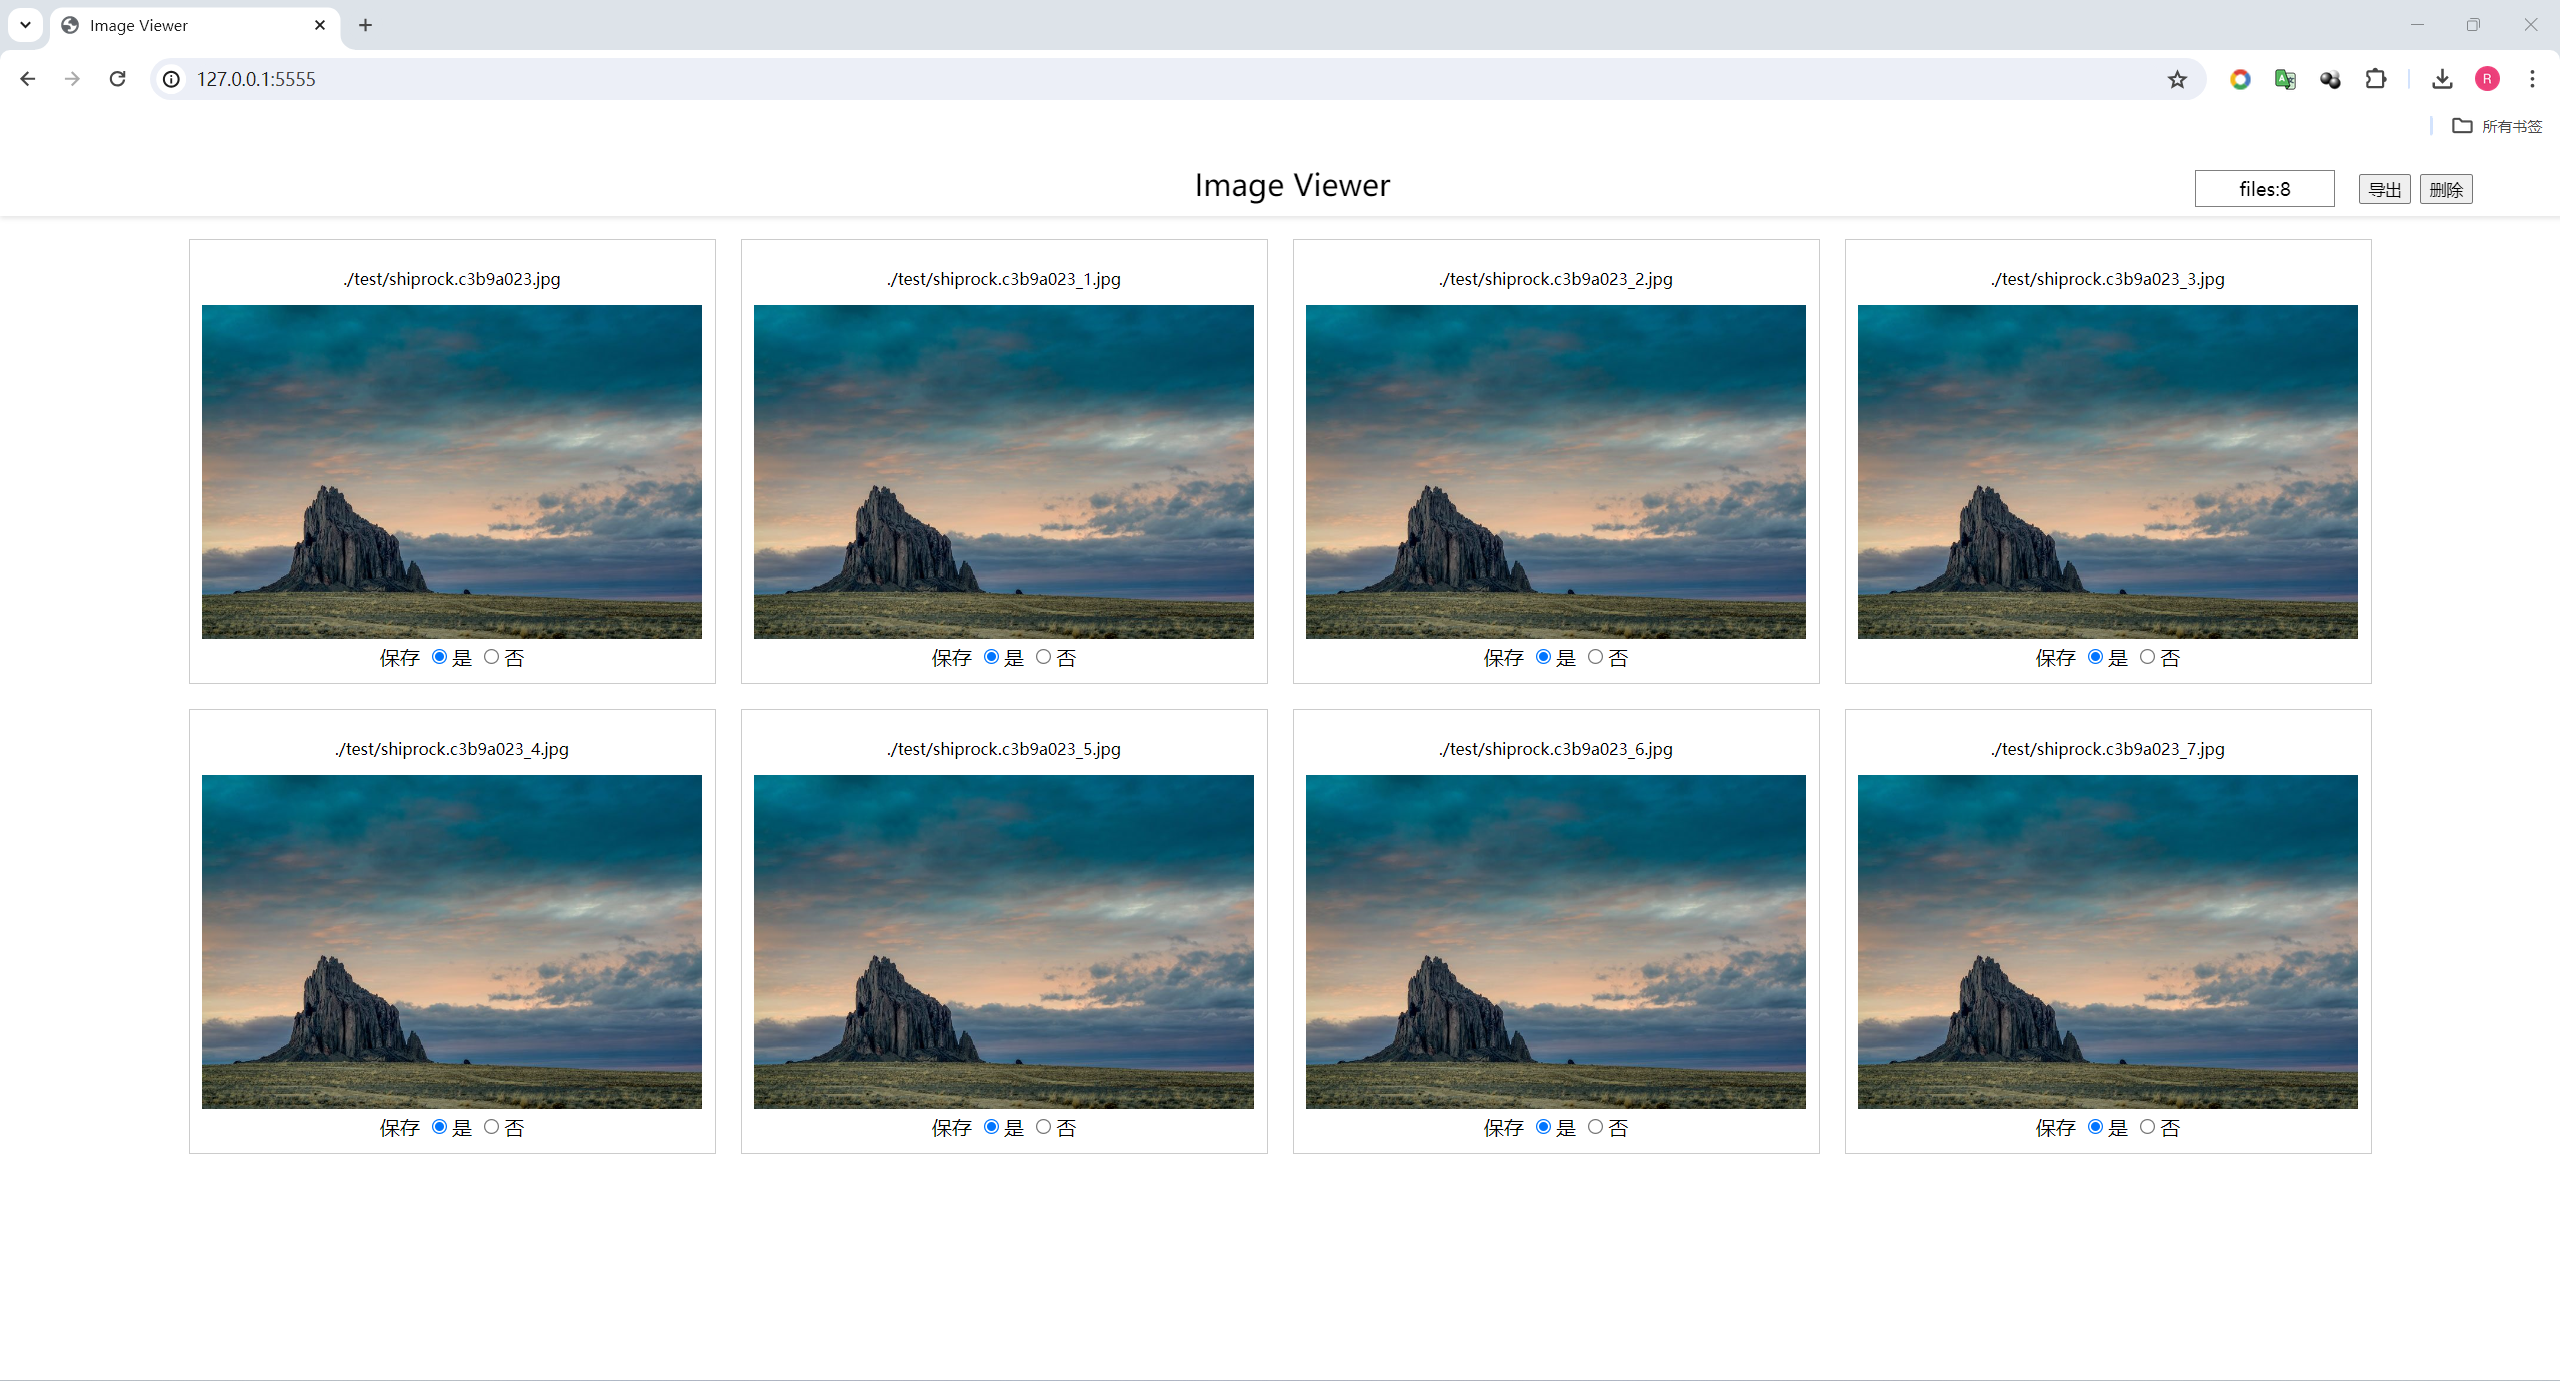 Image Viewer
127.0.0.1:5555
R
所有书签
Image Viewer
files:8
导出 删除
./test/shiprock.c3b9a023.jpg
./test/shiprock.c3b9a023_1.jpg
./test/shiprock.c3b9a023_2.jpg
./test/shiprock.c3b9a023_3.jpg
保存 是 否
保存 是 否
保存 是 否
保存 是 否
./test/shiprock.c3b9a023_4.jpg
./test/shiprock.c3b9a023_5.jpg
./test/shiprock.c3b9a023_6.jpg
./test/shiprock.c3b9a023_7.jpg
保存 是 否
保存 是 否
保存 是 否
保存 是 否